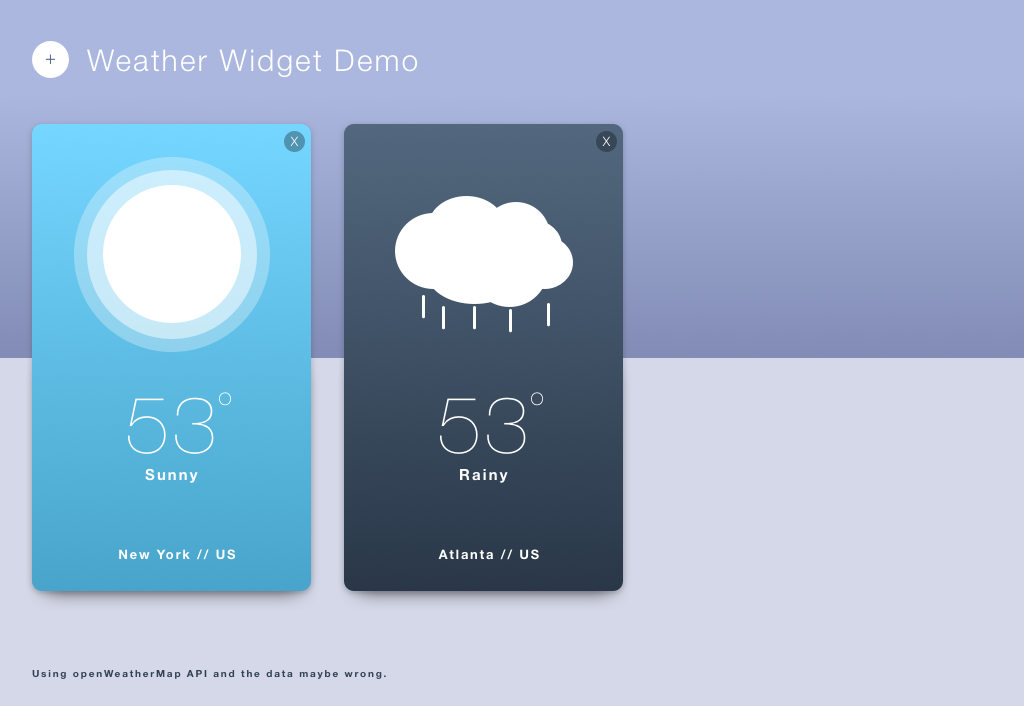 + Weather Widget Demo
X
53°
Sunny
New York // US
X
53°
Rainy
Atlanta // US
Using openWeatherMap API and the data maybe wrong.